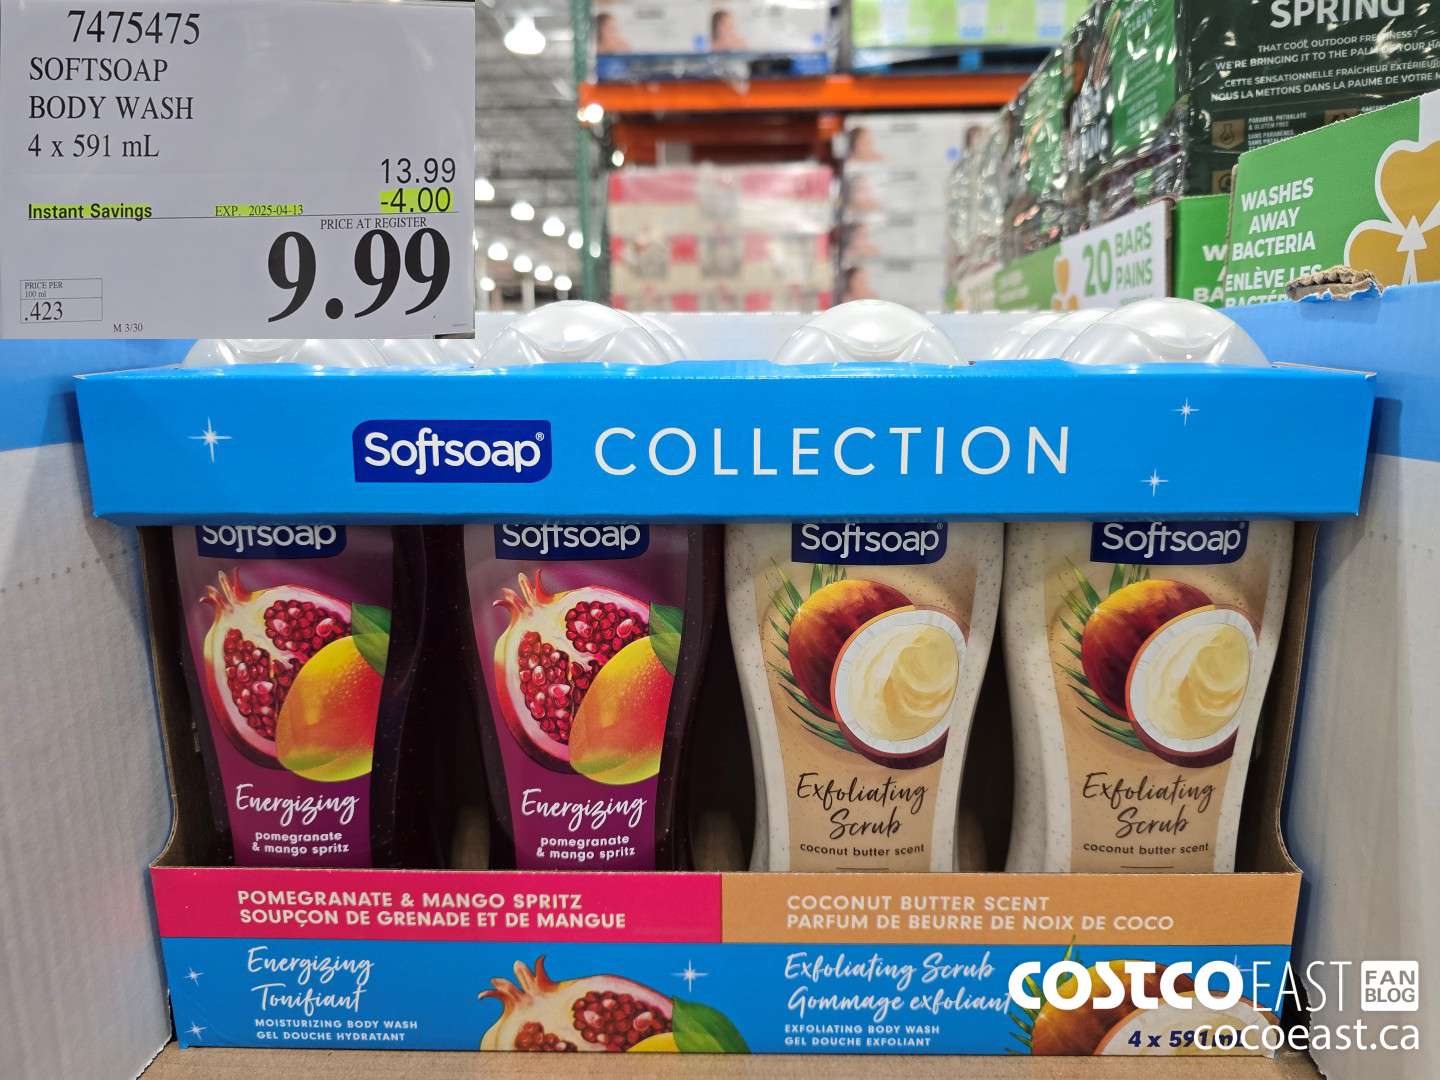 7475475
SOFTSOAP
BODY WASH
4 x 591 mL
13.99
-4.00
Instant Savings
EXP. 2025-04-13
PRICE AT REGISTER
9.99
PRICE PER
100 ml
.423
M 3/30
SPRING
THAT COOL OUTDOOR FRESHNESS?
WE'RE BRINGING IT TO THE PALM OF YOUR
CETTE SENSATIONNELLE FRAÎCHEUR EXTÉRIEURE
NOUS LA METTONS DANS LA PAUME DE VOTRE
WASHES
AWAY
BACTERIA
ENLÈVE LES
20 BARS
PAINS
Softsoap® COLLECTION
Softsoap
Softsoap
Softsoap
Softsoap
Energizing
pomegranate
& mango spritz
Energizing
pomegranate
& mango spritz
Exfoliating
Scrub
coconut butter scent
Exfoliating
Scrub
coconut butter scent
POMEGRANATE & MANGO SPRITZ
SOUPÇON DE GRENADE ET DE MANGUE
COCONUT BUTTER SCENT
PARFUM DE BEURRE DE NOIX DE COCO
Energizing
Tonifiant
MOISTURIZING BODY WASH
GEL DOUCHE HYDRATANT
Exfoliating Scrub
Gommage exfoliant
EXFOLIATING BODY WASH
GEL DOUCHE EXFOLIANT
4 x 591mL
COSTCO EAST FAN BLOG
cocoeast.ca